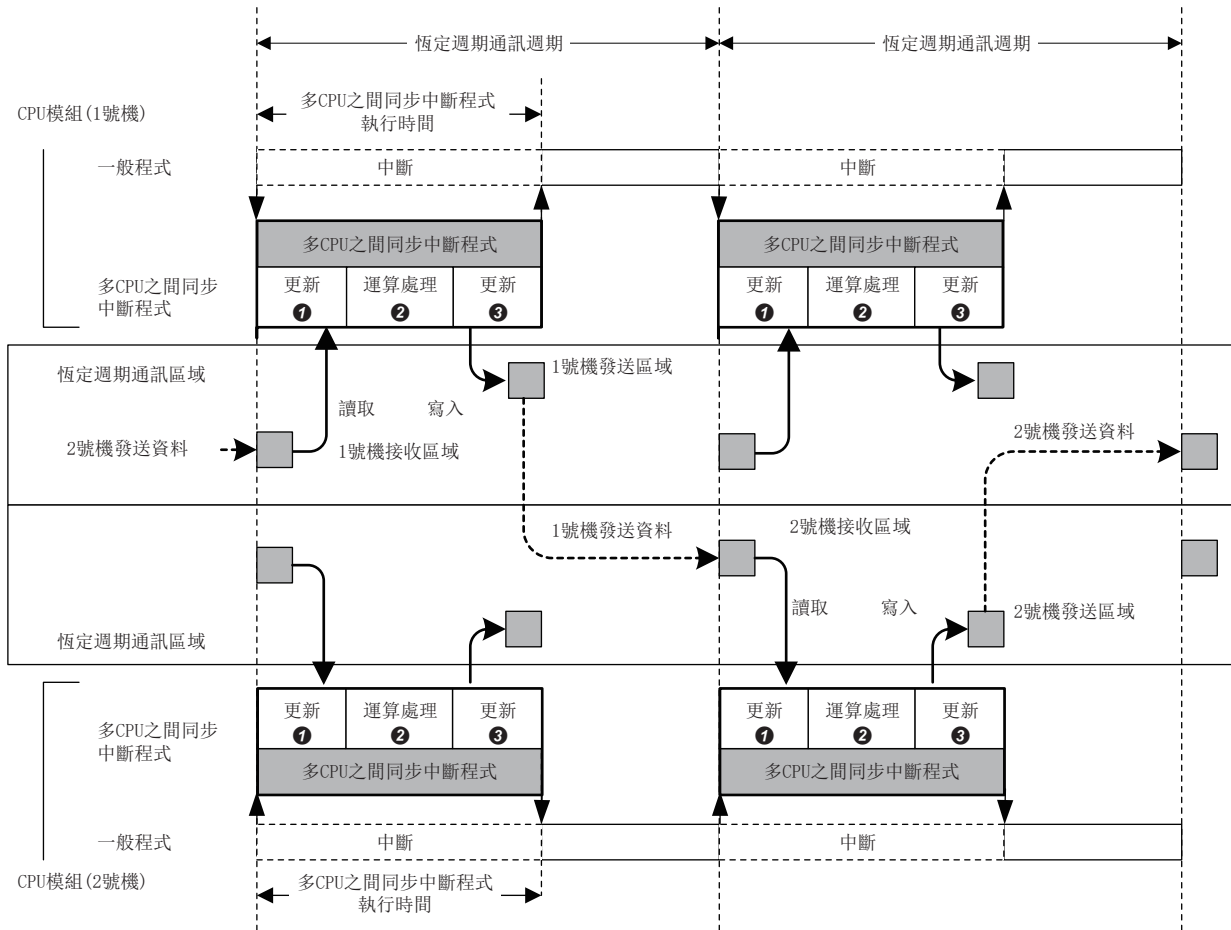 恆定週期通訊週期
恆定週期通訊週期
CPU模組(1號機)
多CPU之間同步中斷程式
執行時間
一般程式
中斷
中斷
多CPU之間同步中斷程式
多CPU之間同步中斷程式
多CPU之間同步
中斷程式
更新
❶
運算處理
❷
更新
❸
更新
❶
運算處理
❷
更新
❸
恆定週期通訊區域
1號機發送區域
讀取
寫入
2號機發送資料
1號機接收區域
2號機發送資料
1號機發送資料
2號機接收區域
讀取
寫入
2號機發送區域
恆定週期通訊區域
多CPU之間同步
中斷程式
更新
❶
運算處理
❷
更新
❸
更新
❶
運算處理
❷
更新
❸
多CPU之間同步中斷程式
多CPU之間同步中斷程式
一般程式
中斷
中斷
CPU模組(2號機)
多CPU之間同步中斷程式
執行時間